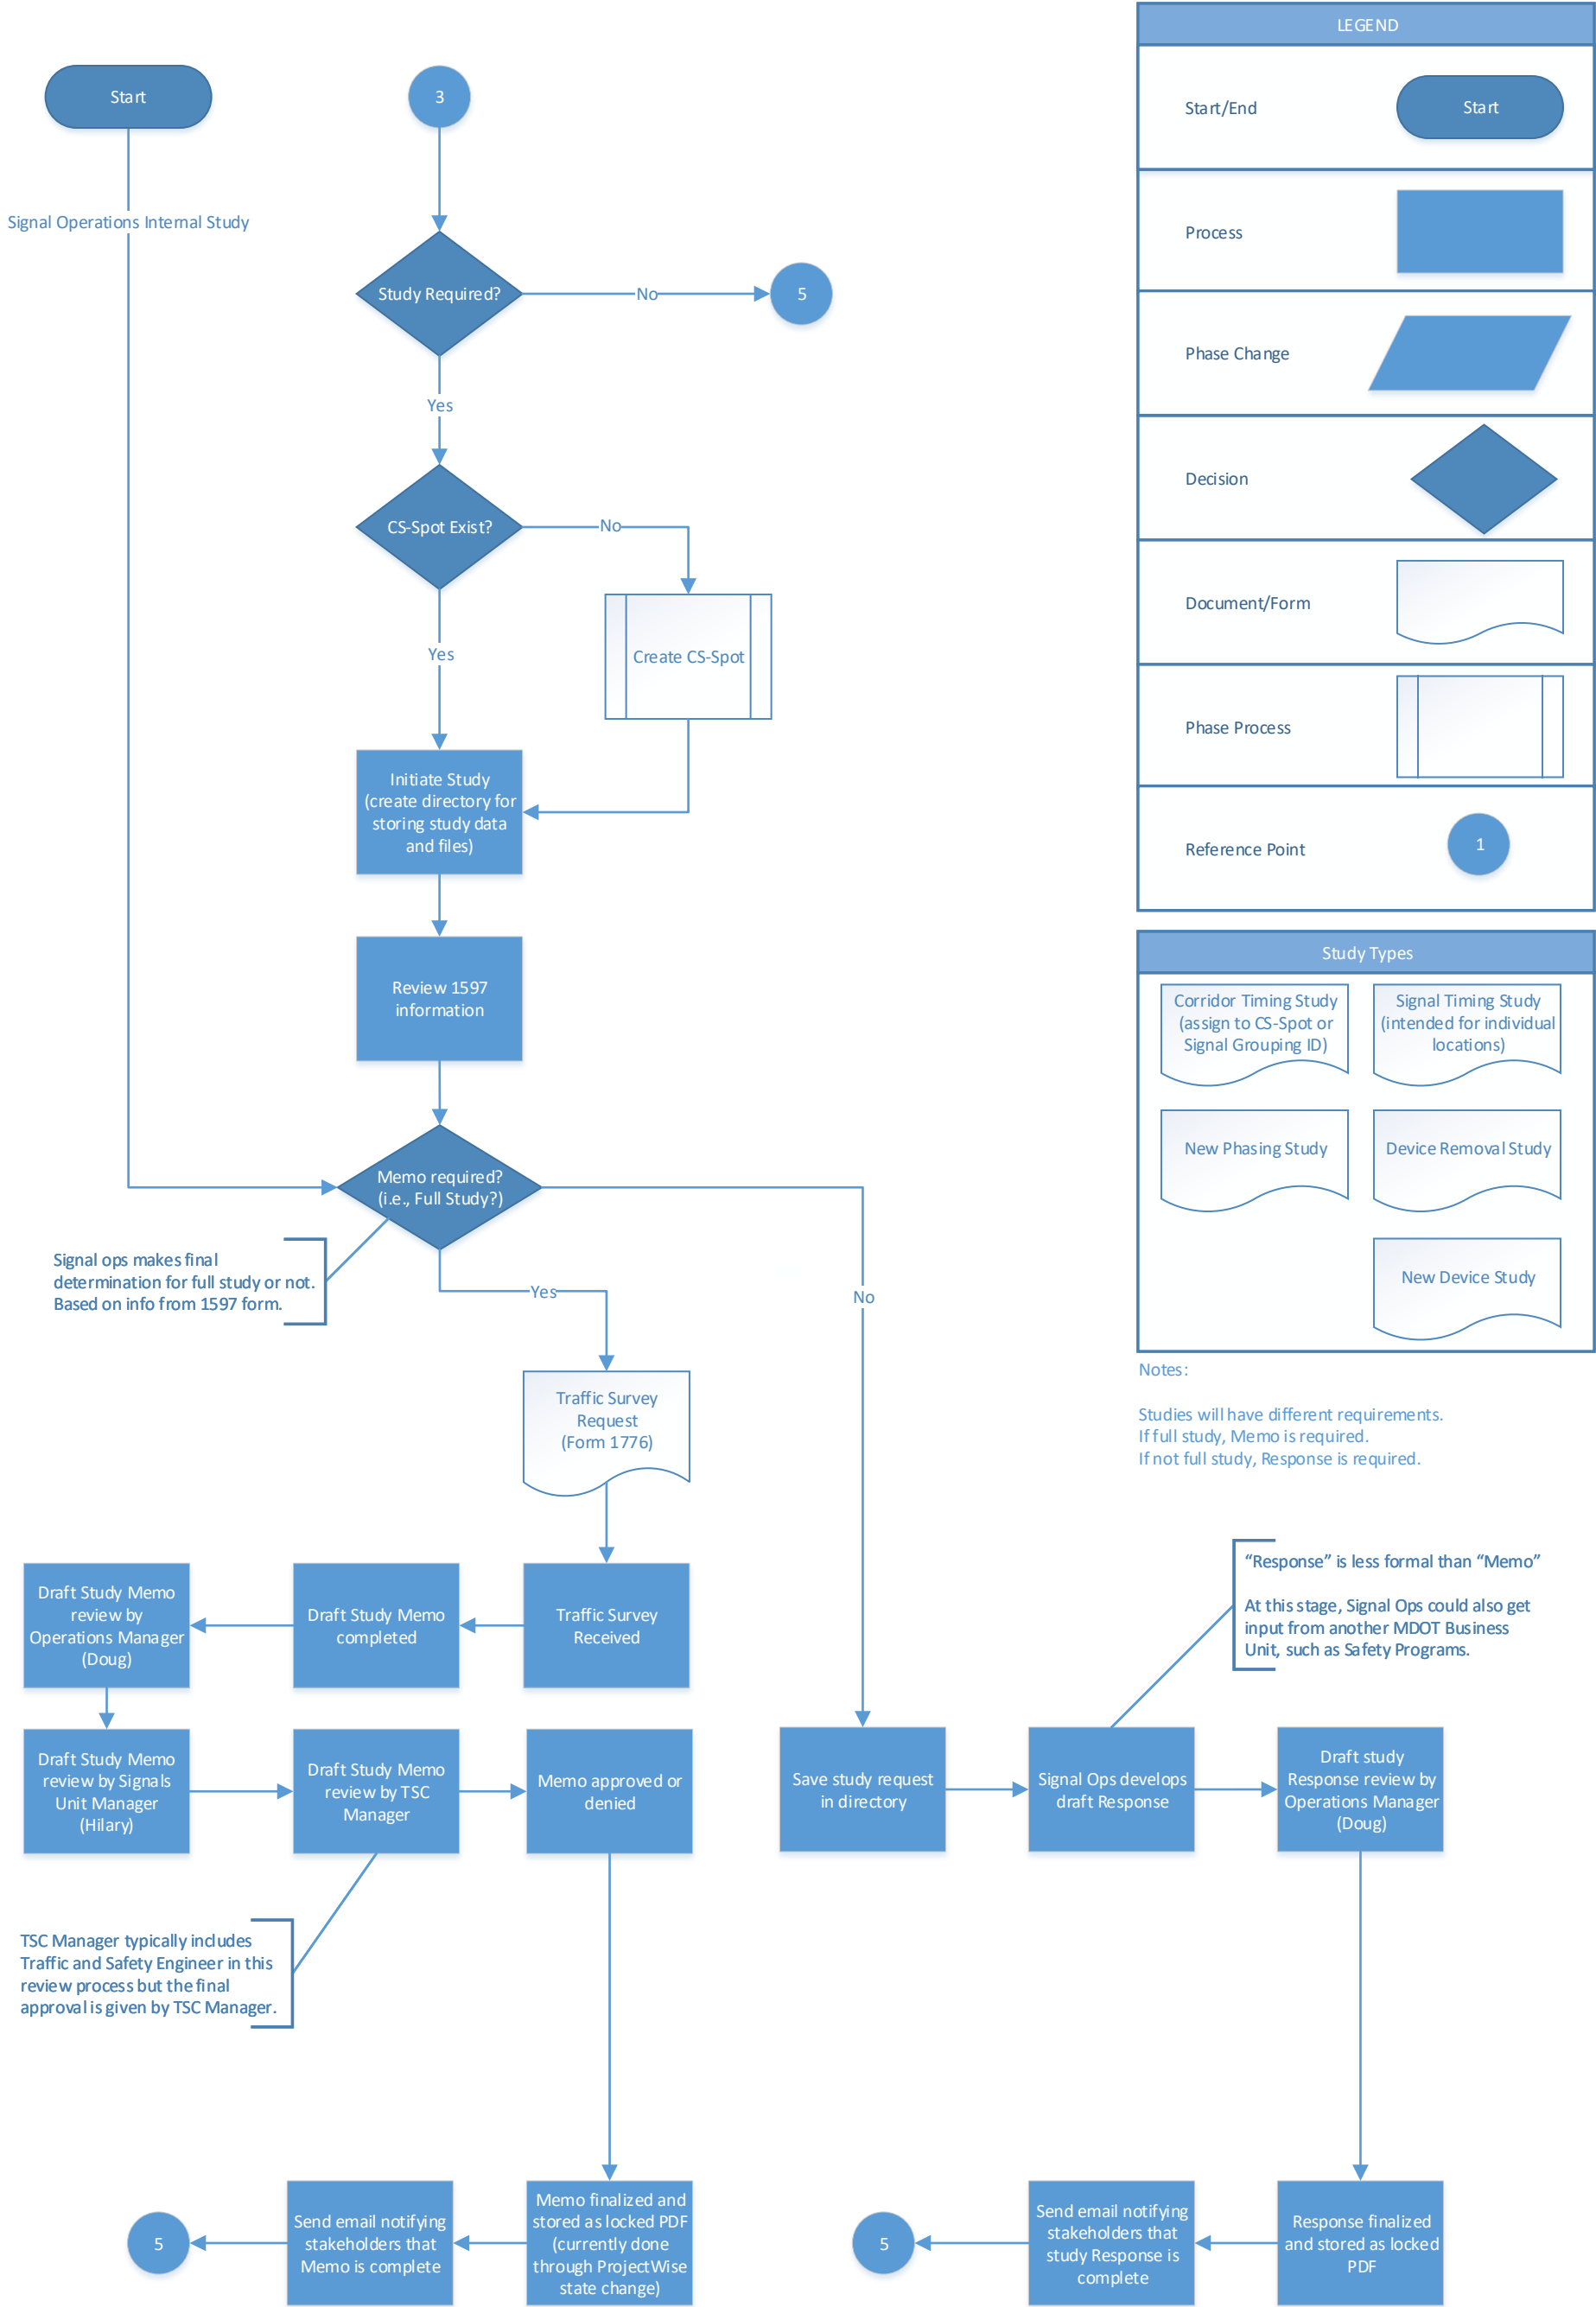 Start
3
Signal Operations Internal Study
Study Required?
No
5
Yes
CS-Spot Exist?
No
Create CS-Spot
Yes
Initiate Study
(create directory for
storing study data
and files)
Review 1597
information
Memo required?
(i.e., Full Study?)
Signal ops makes final
determination for full study or not.
Based on info from 1597 form.
Yes
No
Traffic Survey
Request
(Form 1776)
Traffic Survey
Received
Draft Study Memo
completed
Draft Study Memo
review by
Operations Manager
(Doug)
Draft Study Memo
review by Signals
Unit Manager
(Hilary)
Draft Study Memo
review by TSC
Manager
Memo approved or
denied
TSC Manager typically includes
Traffic and Safety Engineer in this
review process but the final
approval is given by TSC Manager.
Memo finalized and
stored as locked PDF
(currently done
through ProjectWise
state change)
Send email notifying
stakeholders that
Memo is complete
5
Save study request
in directory
Signal Ops develops
draft Response
Draft study
Response review by
Operations Manager
(Doug)
“Response” is less formal than “Memo”
At this stage, Signal Ops could also get
input from another MDOT Business
Unit, such as Safety Programs.
Response finalized
and stored as locked
PDF
Send email notifying
stakeholders that
study Response is
complete
5
LEGEND
Start/End
Start
Process
Phase Change
Decision
Document/Form
Phase Process
Reference Point
1
Study Types
Corridor Timing Study
(assign to CS-Spot or
Signal Grouping ID)
Signal Timing Study
(intended for individual
locations)
New Phasing Study
Device Removal Study
New Device Study
Notes:
Studies will have different requirements.
If full study, Memo is required.
If not full study, Response is required.